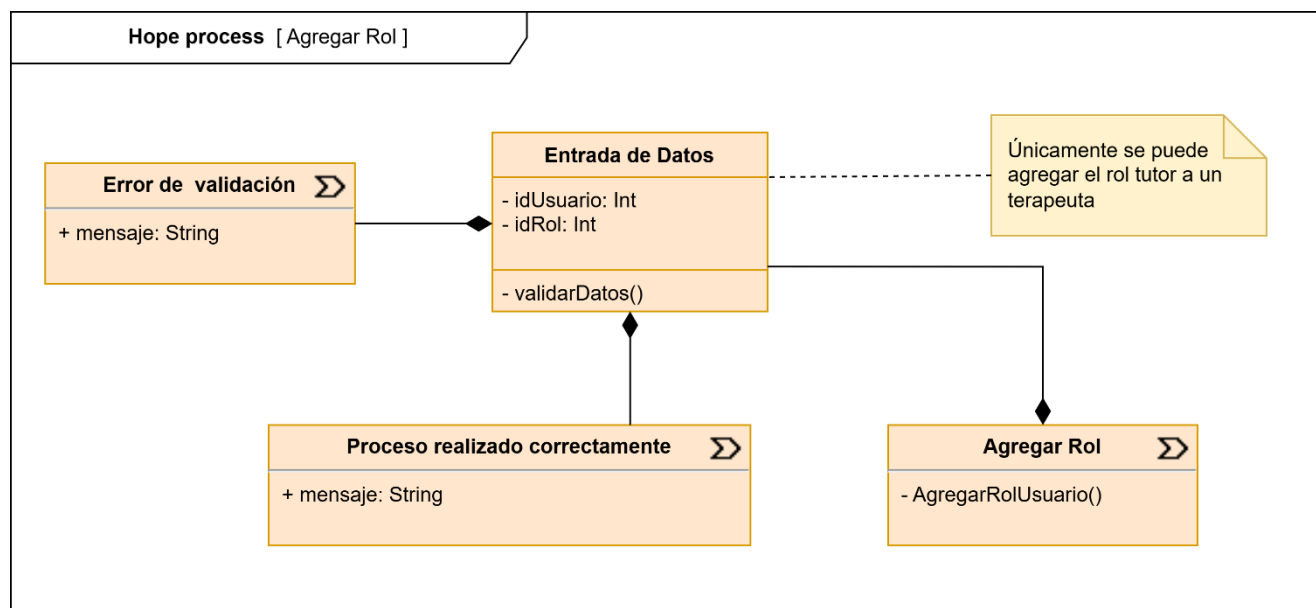 Hope process [ Agregar Rol ]
Entrada de Datos
- idUsuario: Int
- idRol: Int
- validarDatos()
Únicamente se puede
agregar el rol tutor a un
terapeuta
Error de validación
+ mensaje: String
Proceso realizado correctamente
+ mensaje: String
Agregar Rol
- AgregarRolUsuario()